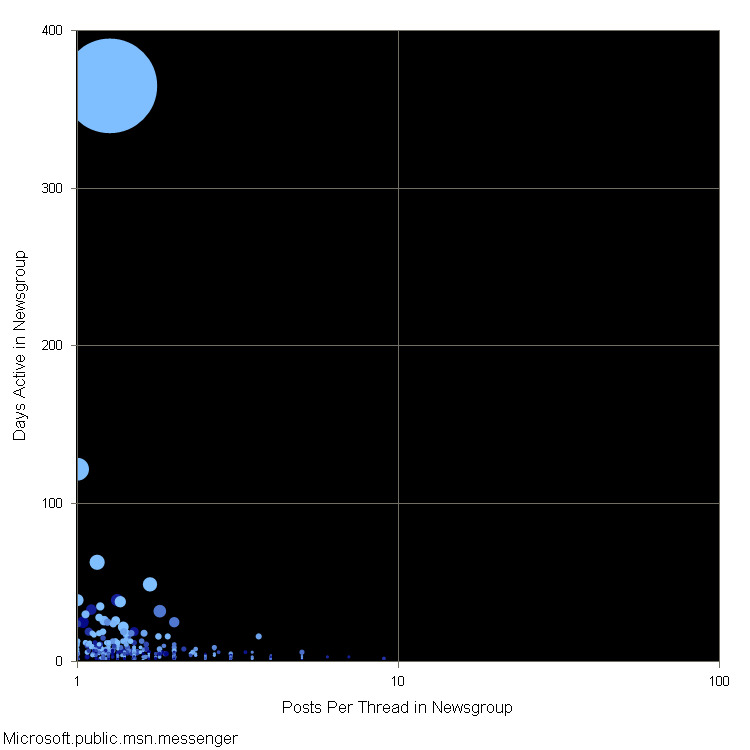 400
300
200
100
0
Days Active in Newsgroup
1
10
100
Posts Per Thread in Newsgroup
Microsoft.public.msn.messenger